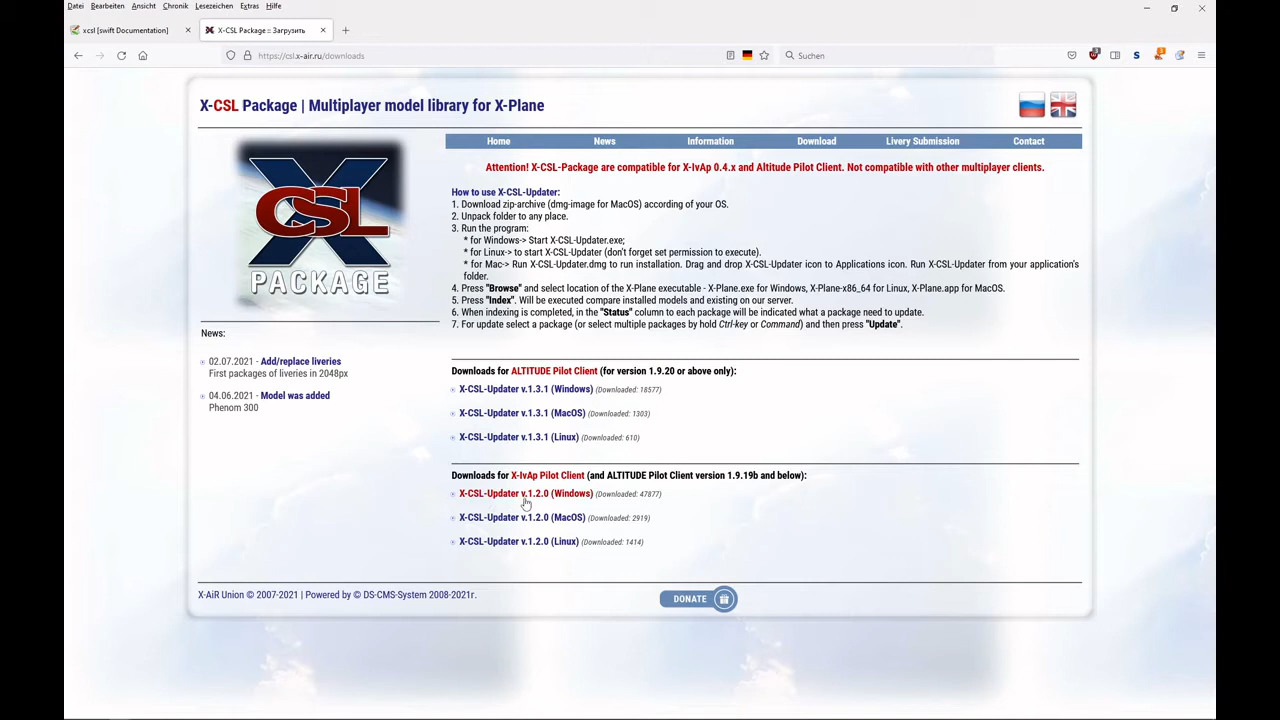 Datei Bearbeiten Ansicht Chronik Lesezeichen Extras Hilfe
xcsl [swift Documentation] X-CSL Package :: Загрузить
https://csl.x-air.ru/downloads Suchen
X-CSL Package | Multiplayer model library for X-Plane
Home News Information Download Livery Submission Contact
Attention! X-CSL-Package are compatible for X-IvAp 0.4.x and Altitude Pilot Client. Not compatible with other multiplayer clients.
X
CSL
PACKAGE
How to use X-CSL-Updater:
1. Download zip-archive (dmg-image for MacOS) according of your OS.
2. Unpack folder to any place.
3. Run the program:
* for Windows-> Start X-CSL-Updater.exe;
* for Linux-> to start X-CSL-Updater (don't forget set permission to execute).
* for Mac-> Run X-CSL-Updater.dmg to run installation. Drag and drop X-CSL-Updater icon to Applications icon. Run X-CSL-Updater from your application's
folder.
4. Press "Browse" and select location of the X-Plane executable - X-Plane.exe for Windows, X-Plane-x86_64 for Linux, X-Plane.app for MacOS.
5. Press "Index". Will be executed compare installed models and existing on our server.
6. When indexing is completed, in the "Status" column to each package will be indicated what a package need to update.
7. For update select a package (or select multiple packages by hold Ctrl-key or Command) and then press "Update".
News:
02.07.2021 - Add/replace liveries
First packages of liveries in 2048px
04.06.2021 - Model was added
Phenom 300
Downloads for ALTITUDE Pilot Client (for version 1.9.20 or above only):
X-CSL-Updater v.1.3.1 (Windows) (Downloaded: 18577)
X-CSL-Updater v.1.3.1 (MacOS) (Downloaded: 1303)
X-CSL-Updater v.1.3.1 (Linux) (Downloaded: 610)
Downloads for X-IvAp Pilot Client (and ALTITUDE Pilot Client version 1.9.19b and below):
X-CSL-Updater v.1.2.0 (Windows) (Downloaded: 47877)
X-CSL-Updater v.1.2.0 (MacOS) (Downloaded: 2919)
X-CSL-Updater v.1.2.0 (Linux) (Downloaded: 1414)
X-AiR Union © 2007-2021 | Powered by © DS-CMS-System 2008-2021г.
DONATE